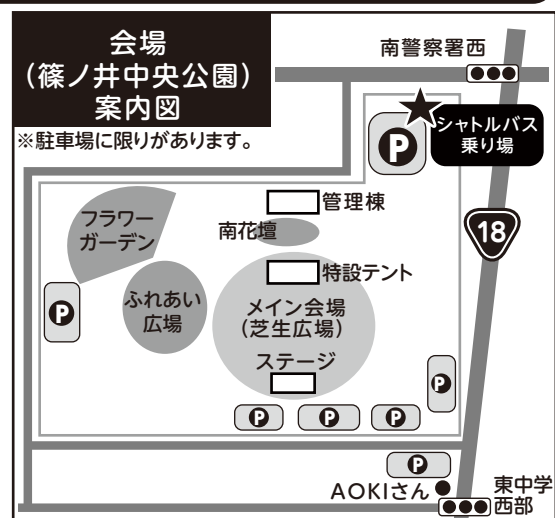 会場
（篠ノ井中央公園）
案内図
※駐車場に限りがあります。
南警察署西
P
シャトルバス
乗り場
18
管理棟
南花壇
フラワー
ガーデン
特設テント
P
ふれあい
広場
メイン会場
（芝生広場）
ステージ
P
P
P
P
P
AOKIさん
東中学
西部